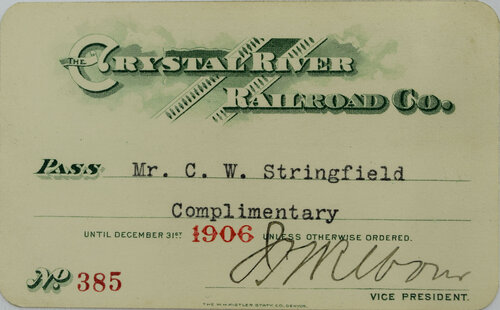 THE CRYSTAL RIVER
RAILROAD CO.
PASS Mr. C. W. Stringfield
Complimentary
UNTIL DECEMBER 31ST 1906 UNLESS OTHERWISE ORDERED.
No. 385
VICE PRESIDENT.